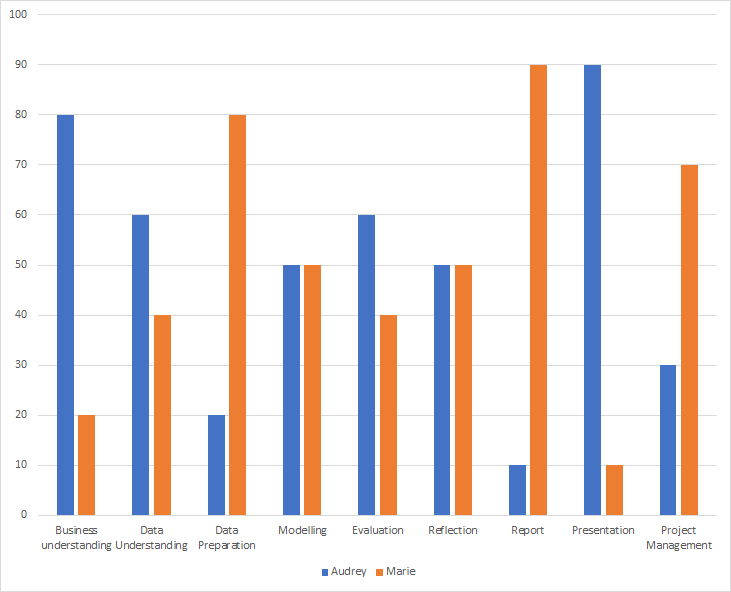 100
90
80
70
60
50
40
30
20
10
0
Business understanding
Data Understanding
Data Preparation
Modelling
Evaluation
Reflection
Report
Presentation
Project Management
Audrey
Marie